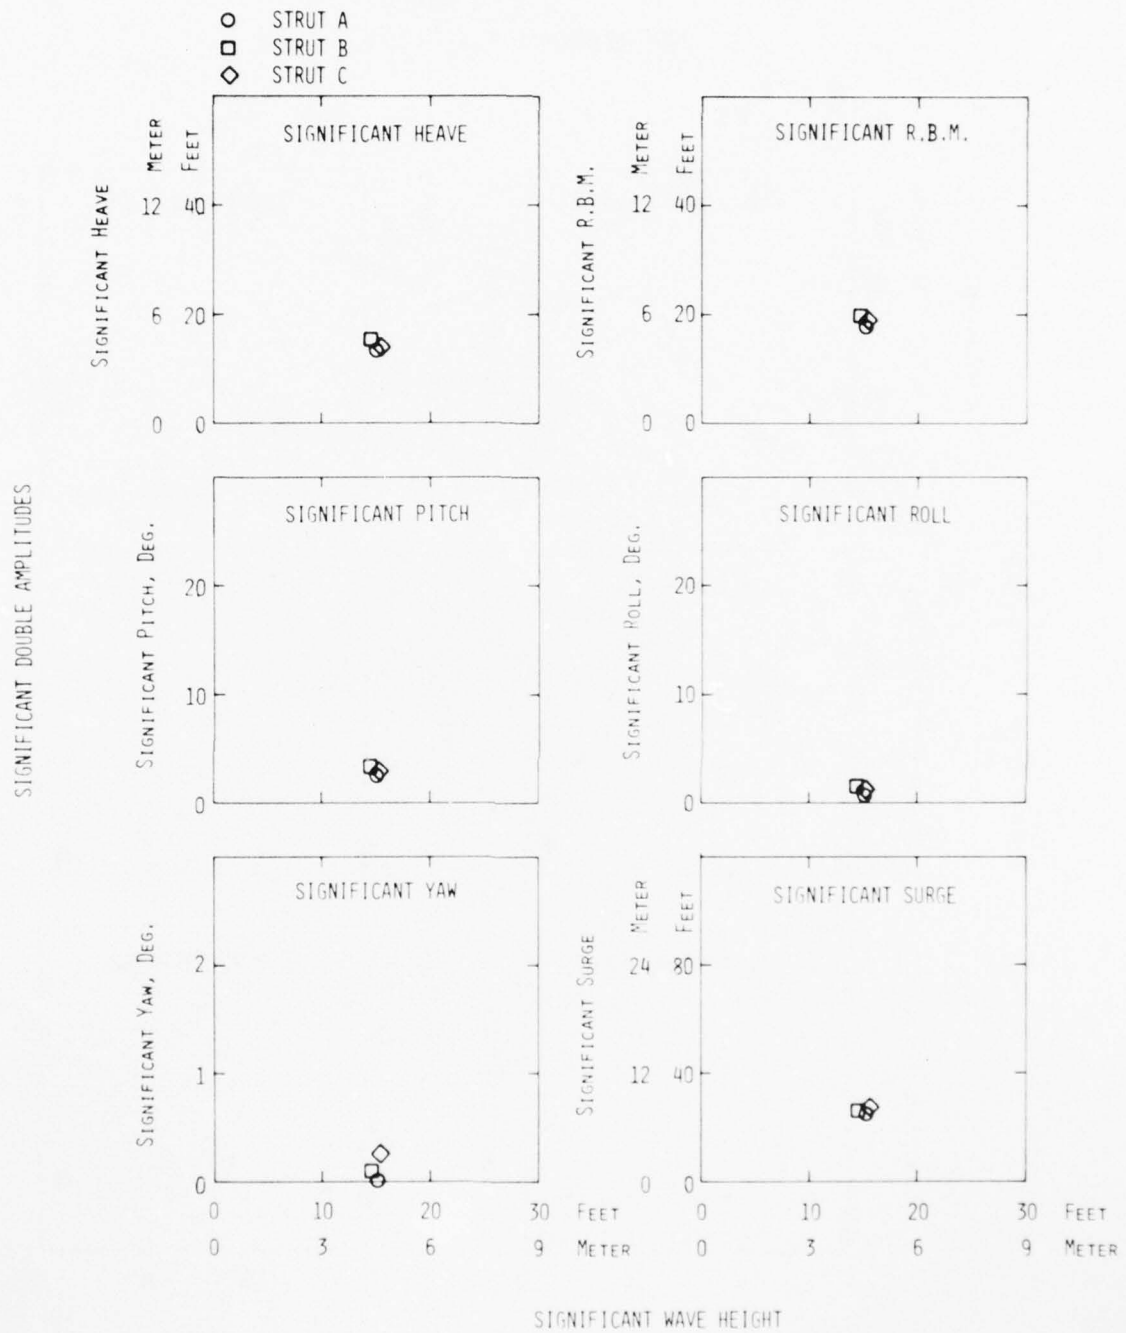 STRUT A
STRUT B
STRUT C
SIGNIFICANT DOUBLE AMPLITUDES
SIGNIFICANT HEAVE
METER
FEET
SIGNIFICANT HEAVE
12 40
6 20
0 0
SIGNIFICANT R.B.M.
METER
FEET
SIGNIFICANT R.B.M.
12 40
6 20
0 0
SIGNIFICANT PITCH, DEG.
SIGNIFICANT PITCH
20
10
0
SIGNIFICANT ROLL, DEG.
SIGNIFICANT ROLL
20
10
0
SIGNIFICANT YAW, DEG.
SIGNIFICANT YAW
2
1
0
0 10 20 30 FEET
0 3 6 9 METER
SIGNIFICANT SURGE
METER
FEET
SIGNIFICANT SURGE
24 80
12 40
0 0
0 10 20 30 FEET
0 3 6 9 METER
SIGNIFICANT WAVE HEIGHT